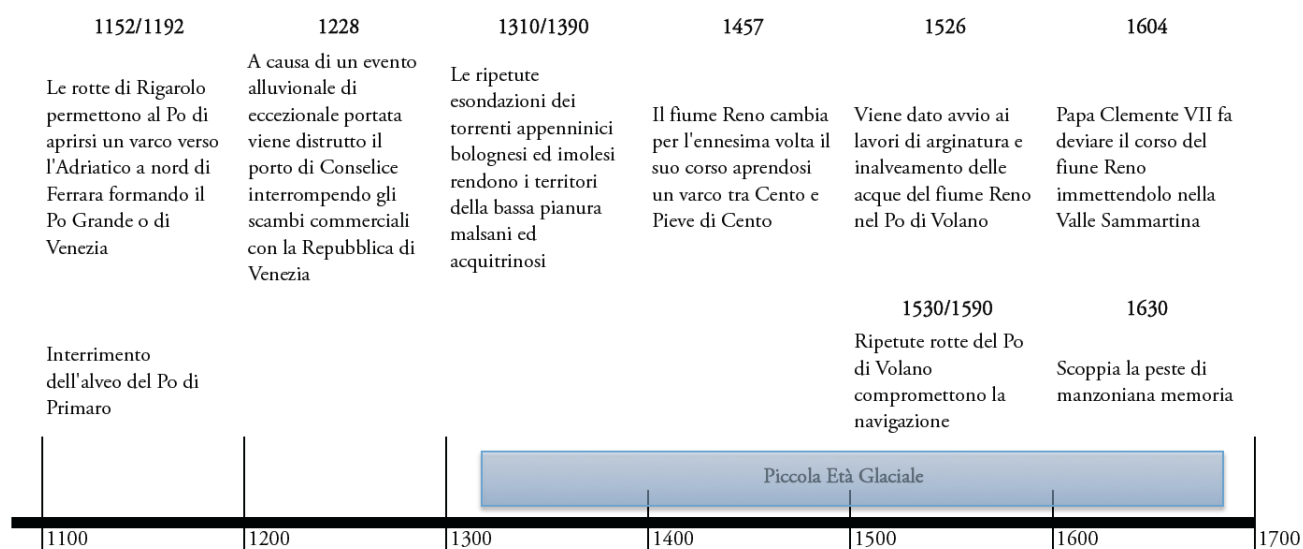 1152/1192
Le rotte di Rigarolo
permettono al Po di
aprirsi un varco verso
l'Adriatico a nord di
Ferrara formando il
Po Grande o di
Venezia
Interrimento
dell'alveo del Po di
Primaro
1228
A causa di un evento
alluvionale di
eccezionale portata
viene distrutto il
porto di Conselice
interrompendo gli
scambi commerciali
con la Repubblica di
Venezia
1310/1390
Le ripetute
esondazioni dei
torrenti appenninici
bolognesi ed imolesi
rendono i territori
della bassa pianura
malsani ed
acquitrinosi
1457
Il fiume Reno cambia
per l'ennesima volta il
suo corso aprendosi
un varco tra Cento e
Pieve di Cento
1526
Viene dato avvio ai
lavori di arginatura e
inalveamento delle
acque del fiume Reno
nel Po di Volano
1530/1590
Ripetute rotte del Po
di Volano
compromettono la
navigazione
1604
Papa Clemente VII fa
deviare il corso del
fiune Reno
immettendolo nella
Valle Sammartina
1630
Scoppia la peste di
manzoniana memoria
Piccola Età Glaciale
1100
1200
1300
1400
1500
1600
1700